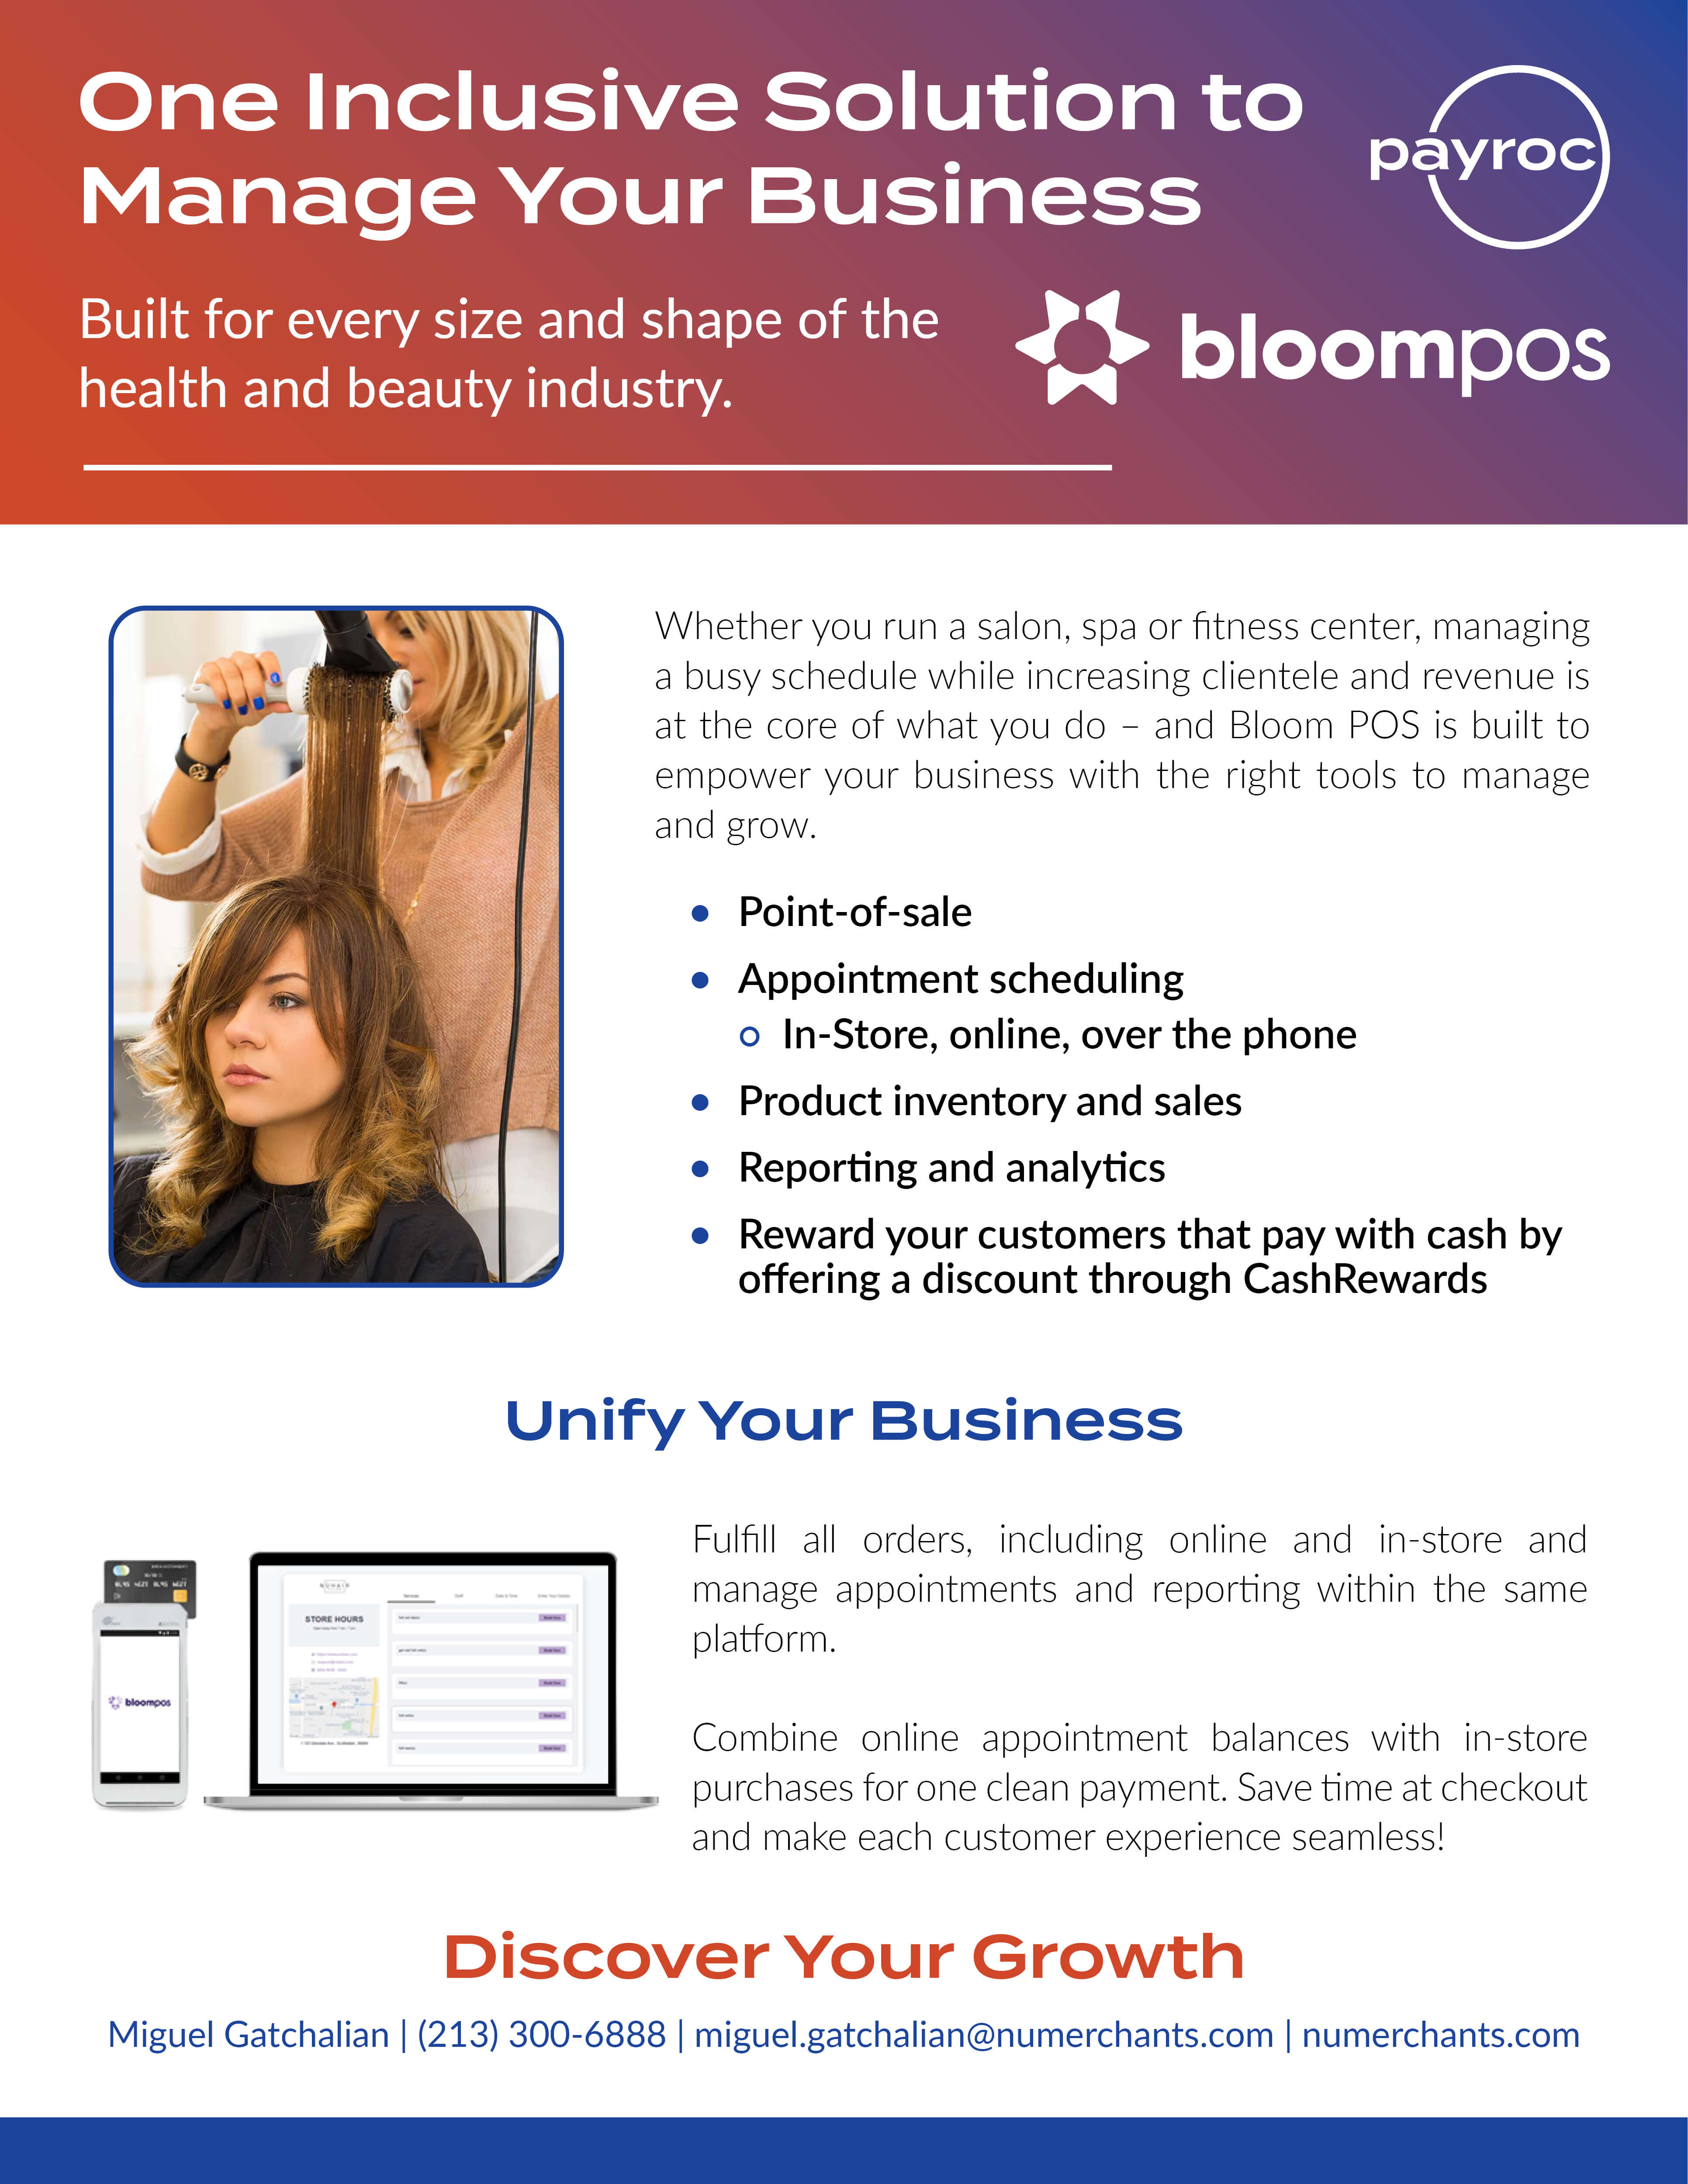 One Inclusive Solution to
Manage Your Business
payroc
Built for every size and shape of the
health and beauty industry.
bloompos
Whether you run a salon, spa or fitness center, managing
a busy schedule while increasing clientele and revenue is
at the core of what you do – and Bloom POS is built to
empower your business with the right tools to manage
and grow.
• Point-of-sale
• Appointment scheduling
In-Store, online, over the phone
• Product inventory and sales
• Reporting and analytics
• Reward your customers that pay with cash by
offering a discount through CashRewards
Unify Your Business
Fulfill all orders, including online and in-store and
manage appointments and reporting within the same
platform.
bloompos
STORE HOURS
Combine online appointment balances with in-store
purchases for one clean payment. Save time at checkout
and make each customer experience seamless!
Discover Your Growth
Miguel Gatchalian | (213) 300-6888 | miguel.gatchalian@numerchants.com | numerchants.com